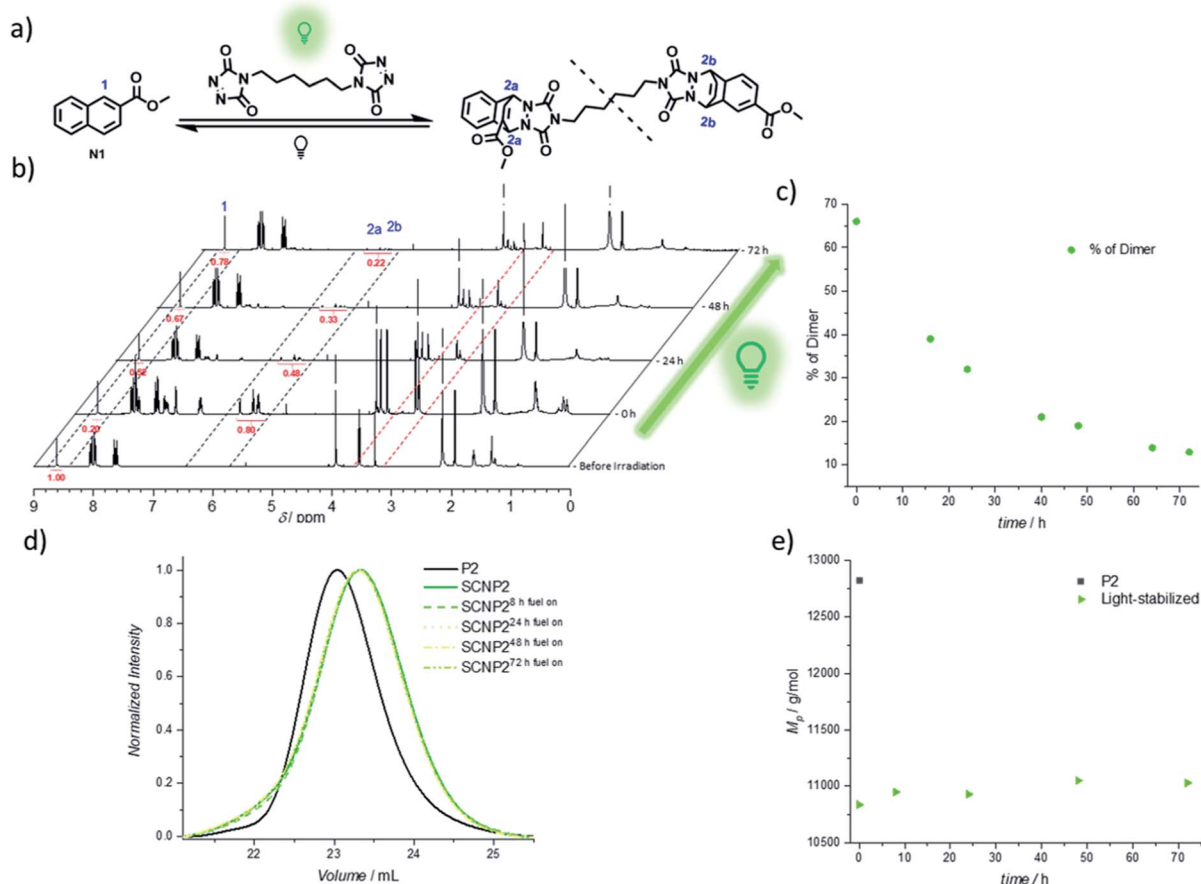 a)
1
O
O
N1
O
N
N
N
O
O
N
N
N
O
2a
N
N
O
N
O
2a
O
O
O
N
O
2b
N
N
2b
O
O
b)
1
2a
2b
0.78
0.22
- 72 h
0.67
0.33
- 48 h
0.52
0.48
- 24 h
0.20
0.80
- 0 h
1.00
- Before Irradiation
9 8 7 6 5 4 3 2 1 0
δ / ppm
c)
70
60
50
40
30
20
10
% of Dimer
% of Dimer
0 10 20 30 40 50 60 70
time / h
d)
1.0
0.8
0.6
0.4
0.2
0.0
Normalized Intensity
P2
SCNP2
SCNP2 8 h fuel on
SCNP2 24 h fuel on
SCNP2 48 h fuel on
SCNP2 72 h fuel on
22 23 24 25
Volume / mL
e)
13000
12500
12000
11500
11000
10500
Mp / g/mol
P2
Light-stabilized
0 10 20 30 40 50 60 70
time / h